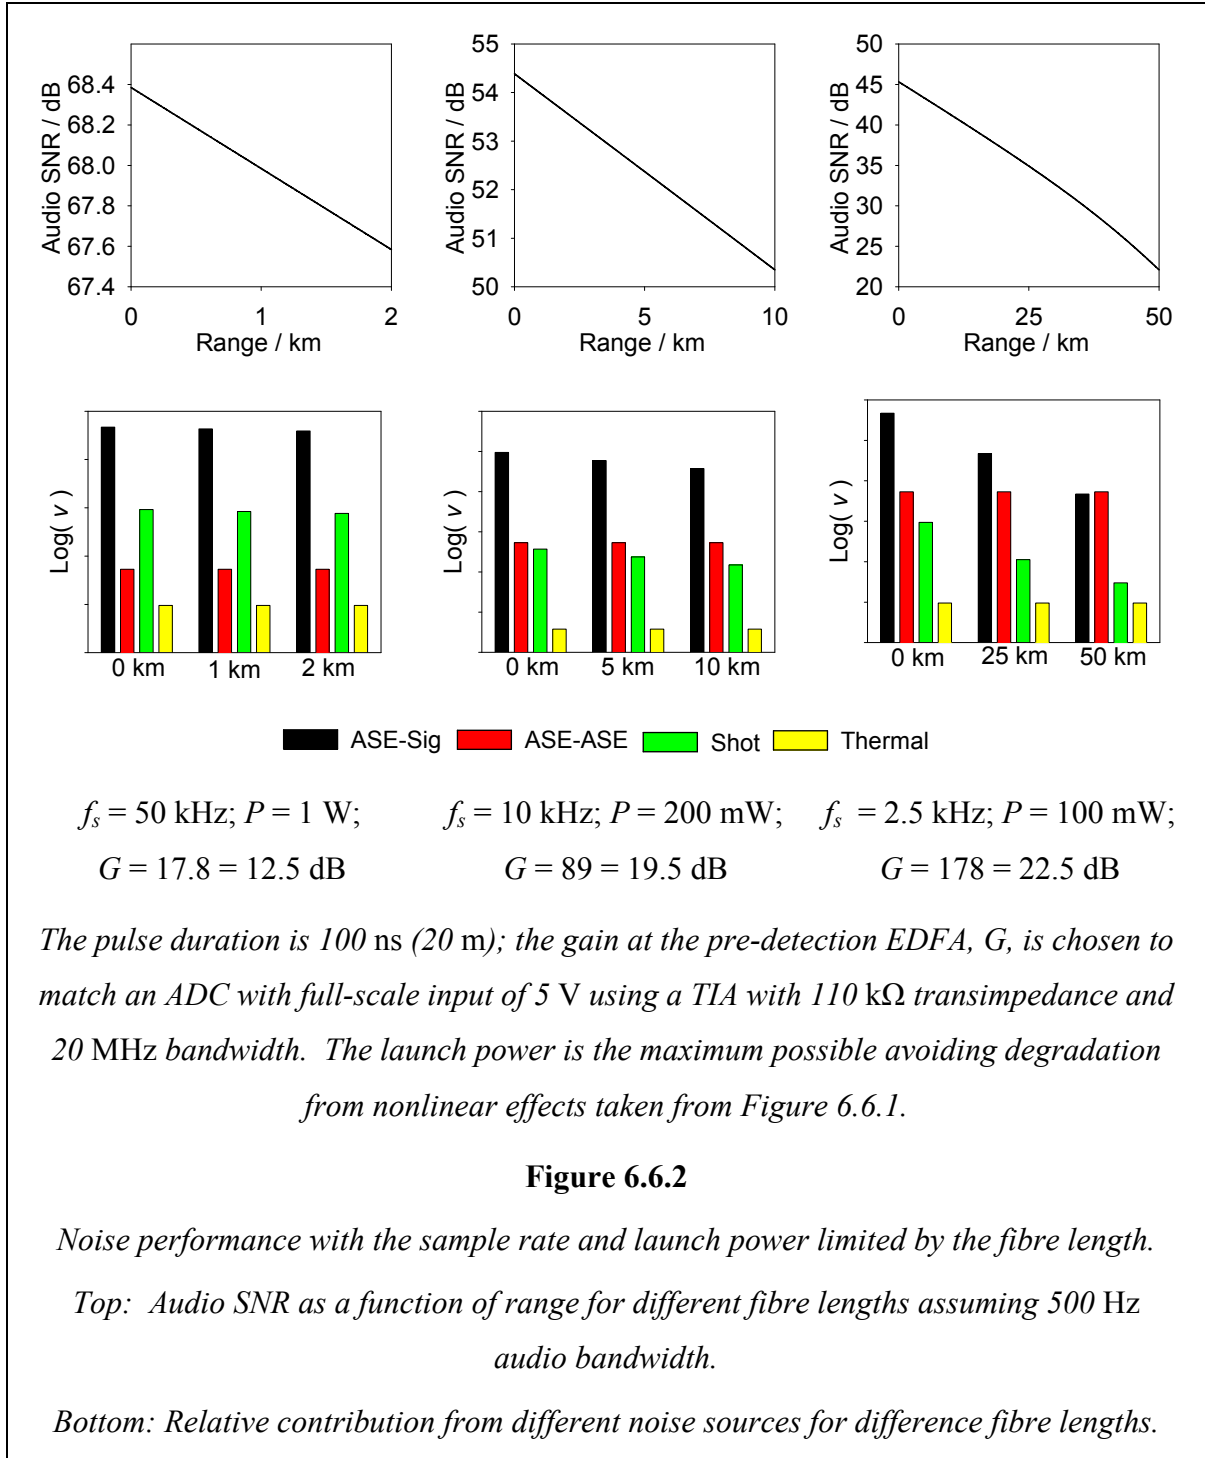 Audio SNR / dB
68.4
68.2
68.0
67.8
67.6
67.4
0 1 2
Range / km
Audio SNR / dB
55
54
53
52
51
50
0 5 10
Range / km
Audio SNR / dB
50
45
40
35
30
25
20
0 25 50
Range / km
Log( v )
0 km 1 km 2 km
Log( v )
0 km 5 km 10 km
Log( v )
0 km 25 km 50 km
ASE-Sig ASE-ASE Shot Thermal
f_s = 50 kHz; P = 1 W;
G = 17.8 = 12.5 dB
f_s = 10 kHz; P = 200 mW;
G = 89 = 19.5 dB
f_s = 2.5 kHz; P = 100 mW;
G = 178 = 22.5 dB
The pulse duration is 100 ns (20 m); the gain at the pre-detection EDFA, G, is chosen to
match an ADC with full-scale input of 5 V using a TIA with 110 kΩ transimpedance and
20 MHz bandwidth. The launch power is the maximum possible avoiding degradation
from nonlinear effects taken from Figure 6.6.1.
Figure 6.6.2
Noise performance with the sample rate and launch power limited by the fibre length.
Top: Audio SNR as a function of range for different fibre lengths assuming 500 Hz
audio bandwidth.
Bottom: Relative contribution from different noise sources for difference fibre lengths.